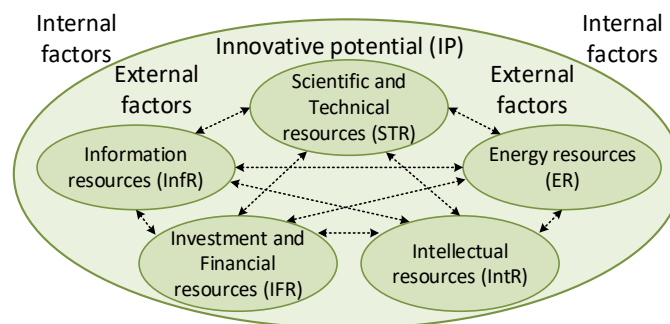 Internal
factors
Innovative potential (IP)
Internal
factors
External
factors
Scientific and
Technical
resources (STR)
External
factors
Information
resources (InfR)
Energy resources
(ER)
Investment and
Financial
resources (IFR)
Intellectual
resources (IntR)